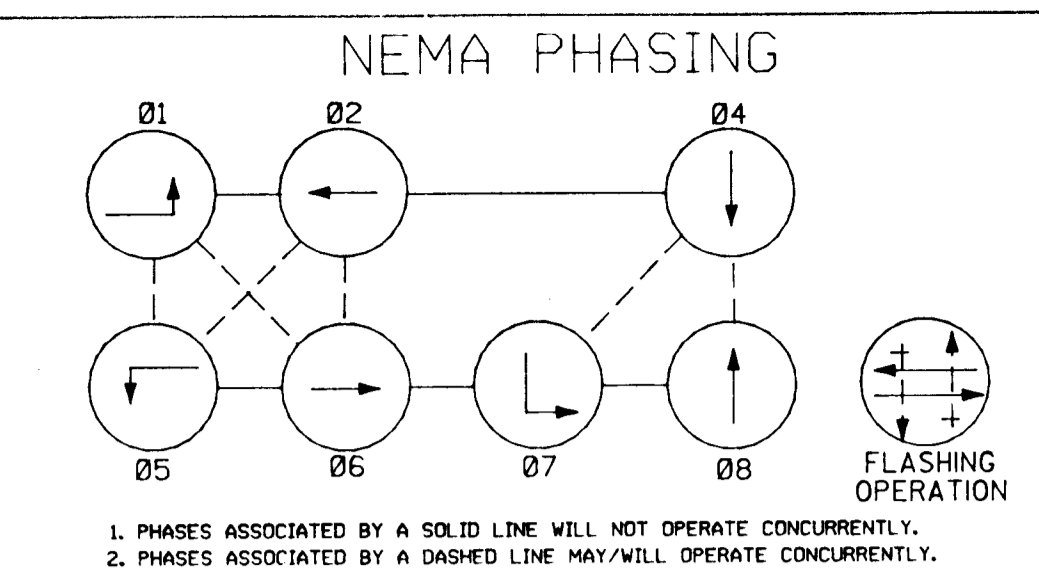 NEMA PHASING
Ø1 Ø2 Ø4
Ø5 Ø6 Ø7 Ø8
FLASHING
OPERATION
1. PHASES ASSOCIATED BY A SOLID LINE WILL NOT OPERATE CONCURRENTLY.
2. PHASES ASSOCIATED BY A DASHED LINE MAY/WILL OPERATE CONCURRENTLY.